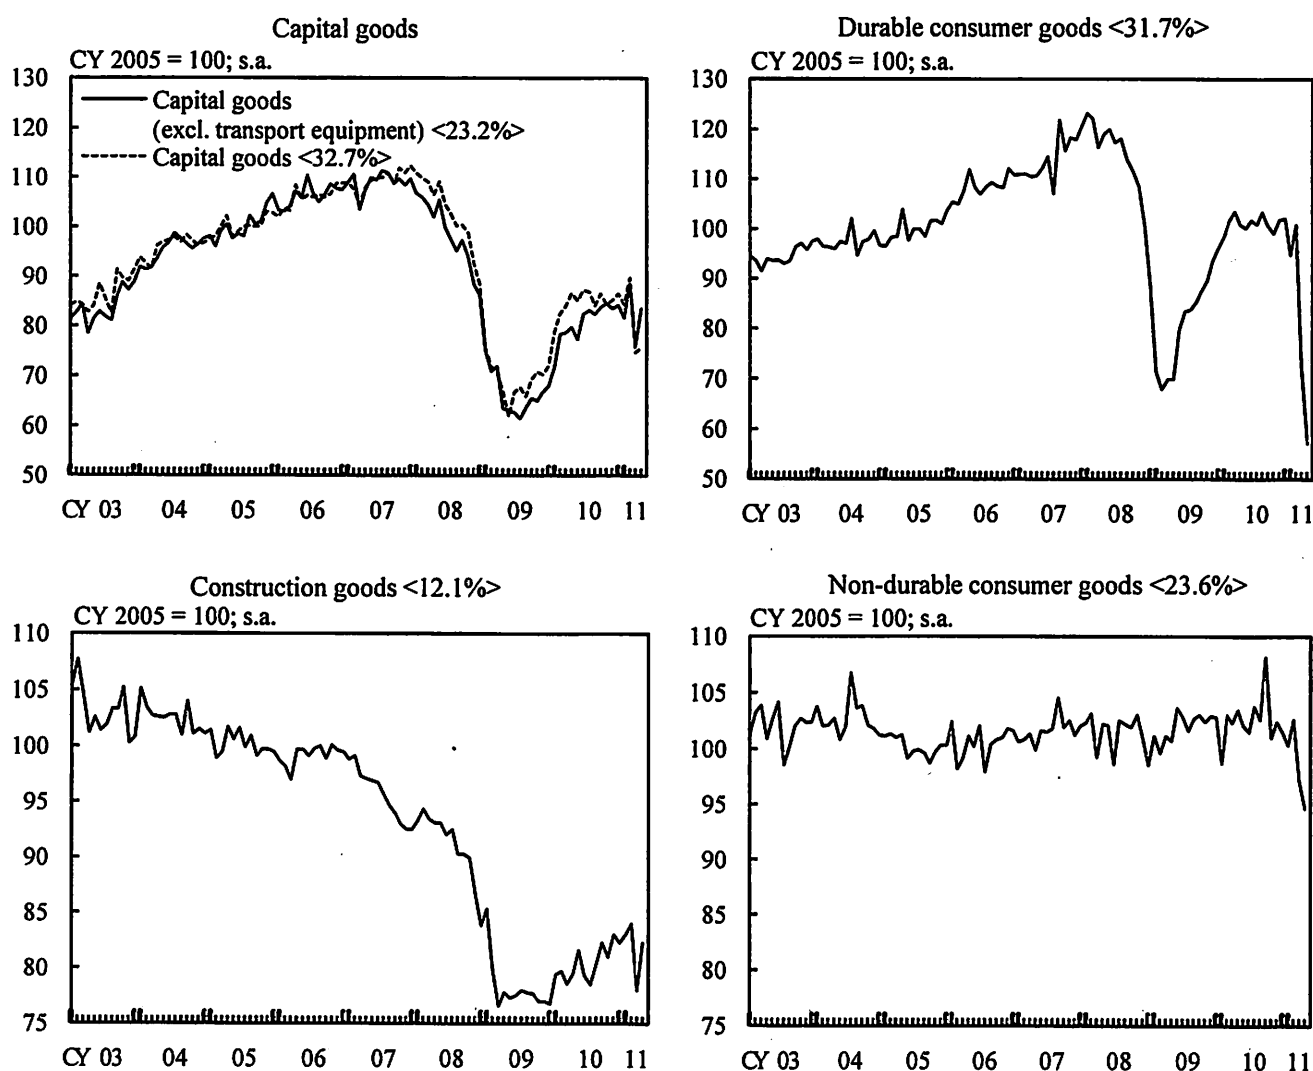 Capital goods
CY 2005 = 100; s.a.
130
120
110
100
90
80
70
60
50
Capital goods
(excl. transport equipment) <23.2%>
Capital goods <32.7%>
CY 03 04 05 06 07 08 09 10 11
Durable consumer goods <31.7%>
CY 2005 = 100; s.a.
130
120
110
100
90
80
70
60
50
CY 03 04 05 06 07 08 09 10 11
Construction goods <12.1%>
CY 2005 = 100; s.a.
110
105
100
95
90
85
80
75
CY 03 04 05 06 07 08 09 10 11
Non-durable consumer goods <23.6%>
CY 2005 = 100; s.a.
110
105
100
95
90
85
80
75
CY 03 04 05 06 07 08 09 10 11